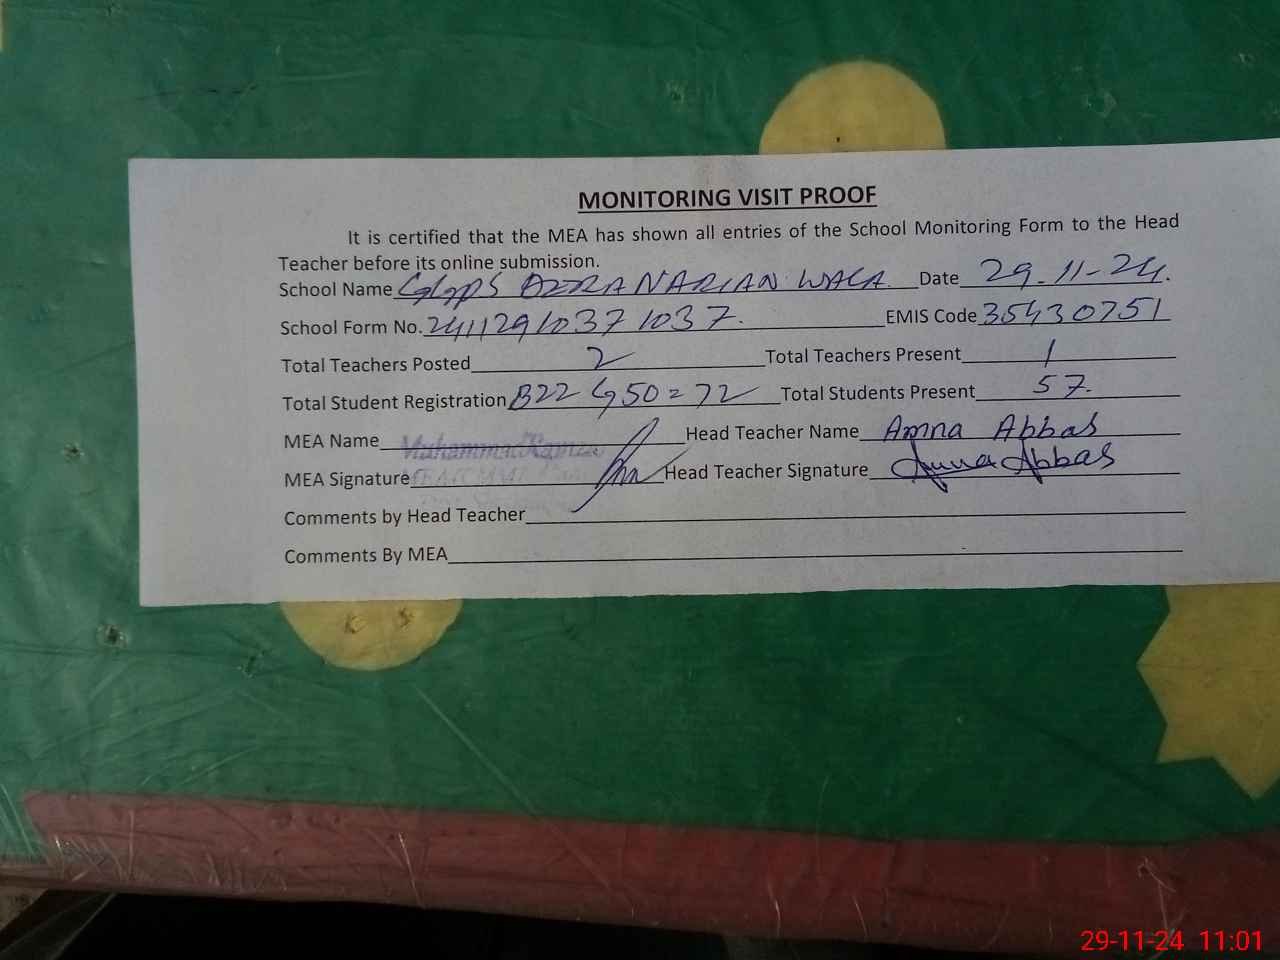 MONITORING VISIT PROOF
It is certified that the MEA has shown all entries of the School Monitoring Form to the Head
Teacher before its online submission.
School Name GGPS DERA NARIAN WALA Date 29-11-24.
School Form No. 24112910371037. EMIS Code 35430751
Total Teachers Posted 2 Total Teachers Present 1
Total Student Registration B22 G50=72 Total Students Present 57.
MEA Name Muhammad Head Teacher Name Amna Abbas
MEA Signature Head Teacher Signature Amna Abbas
Comments by Head Teacher
Comments By MEA
29-11-24 11:01